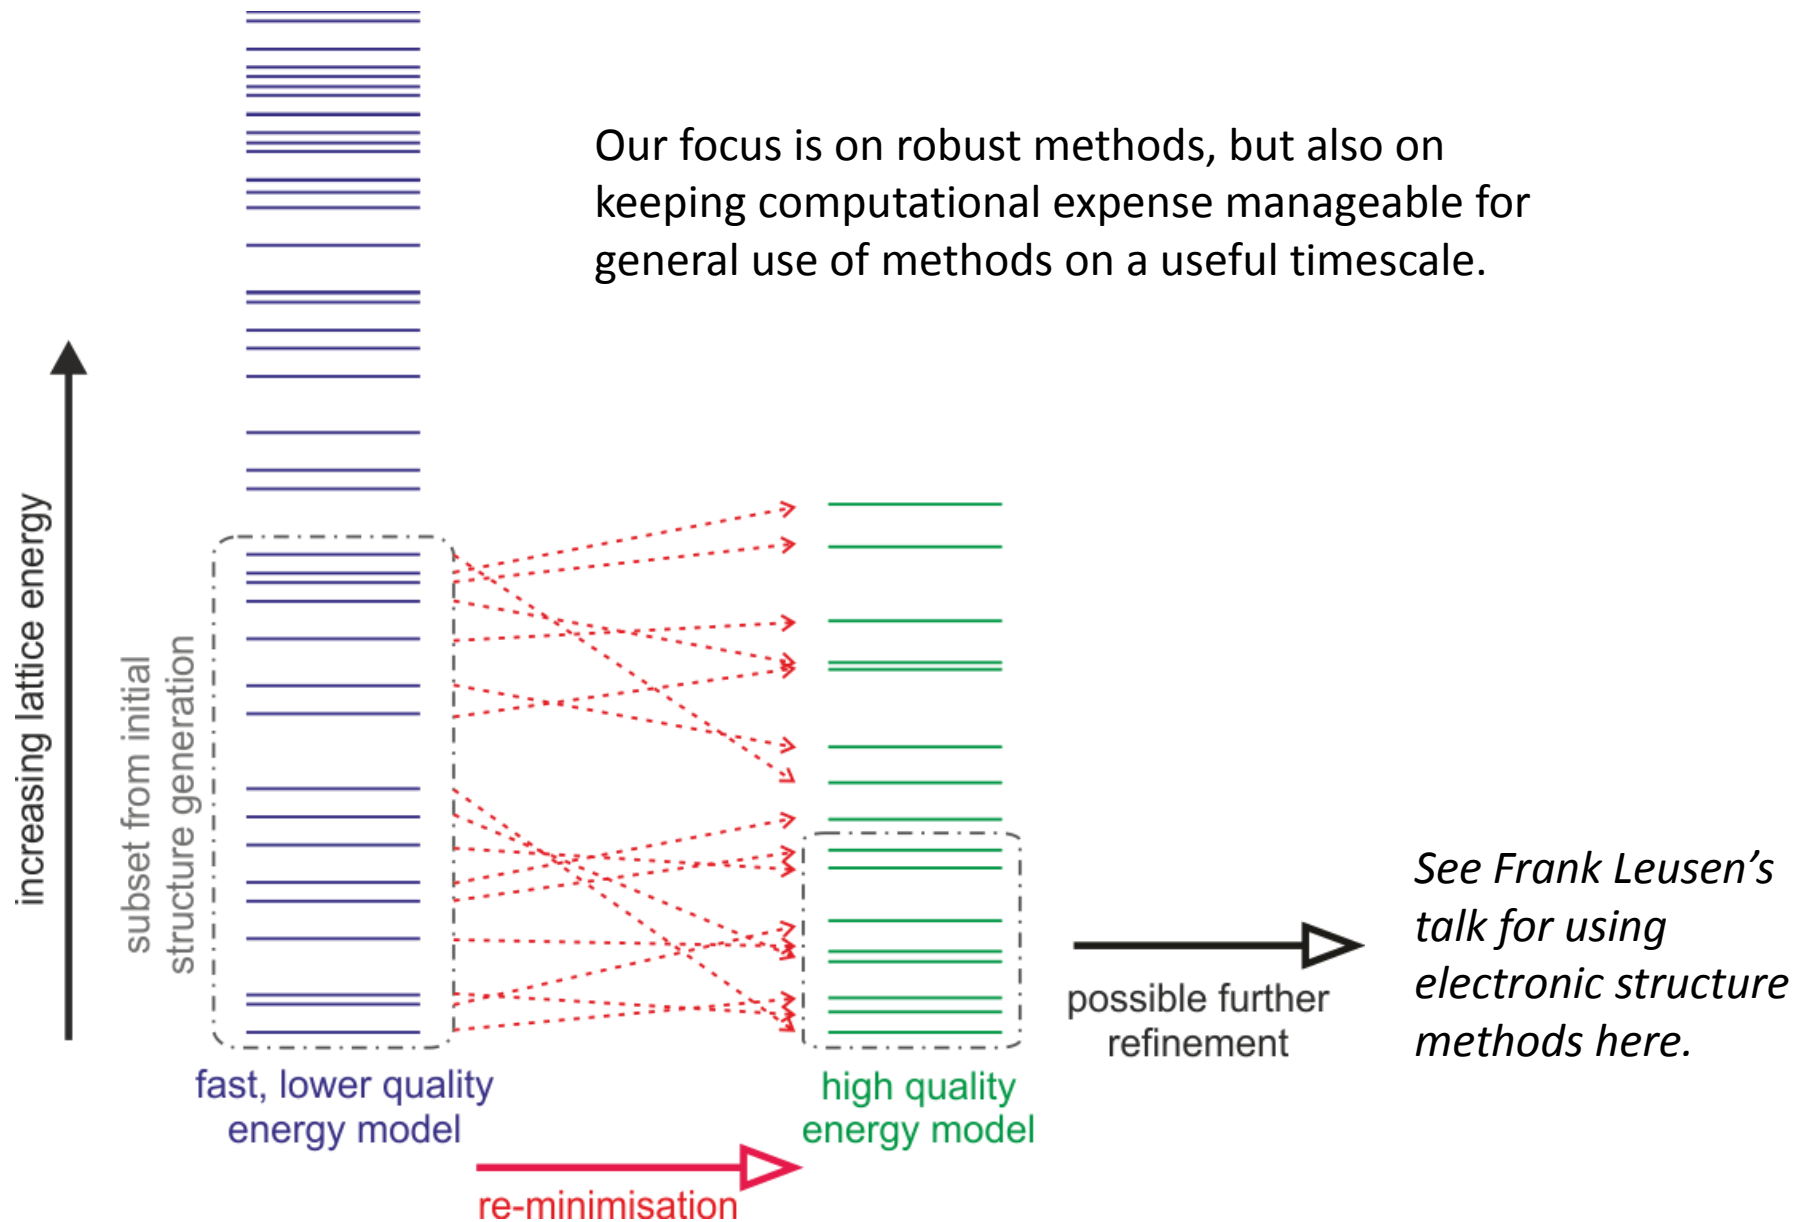 Our focus is on robust methods, but also on
keeping computational expense manageable for
general use of methods on a useful timescale.
increasing lattice energy
subset from initial
structure generation
fast, lower quality
energy model
re-minimisation
high quality
energy model
possible further
refinement
See Frank Leusen’s
talk for using
electronic structure
methods here.